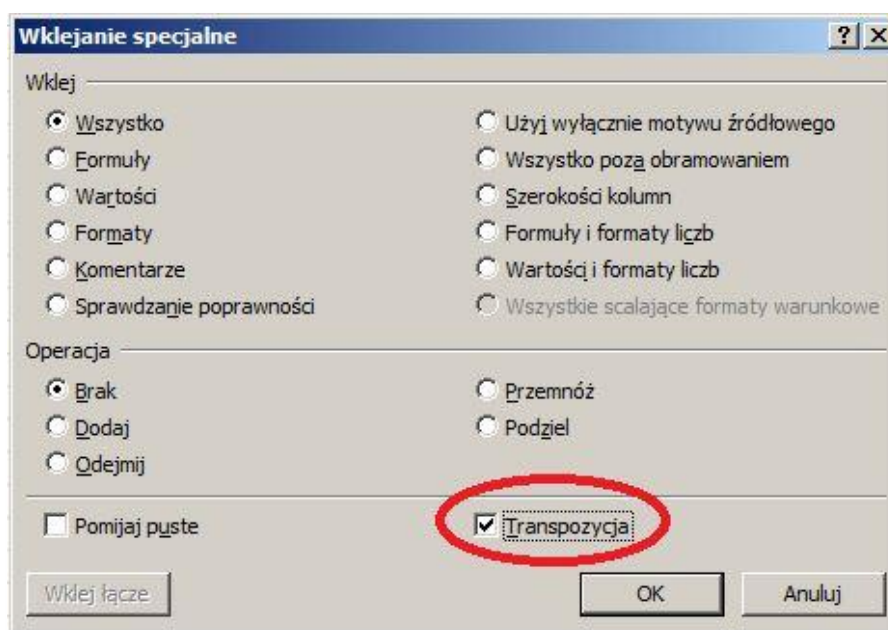 Wklejanie specjalne
Wklej
Wszystko
Formuły
Wartości
Formaty
Komentarze
Sprawdzanie poprawności
Użyj wyłącznie motywu źródłowego
Wszystko poza obramowaniem
Szerokości kolumn
Formuły i formaty liczb
Wartości i formaty liczb
Wszystkie scalające formaty warunkowe
Operacja
Brak
Dodaj
Odejmij
Przemnóż
Podziel
Pomijaj puste
Transpozycja
Wklej łącze
OK
Anuluj